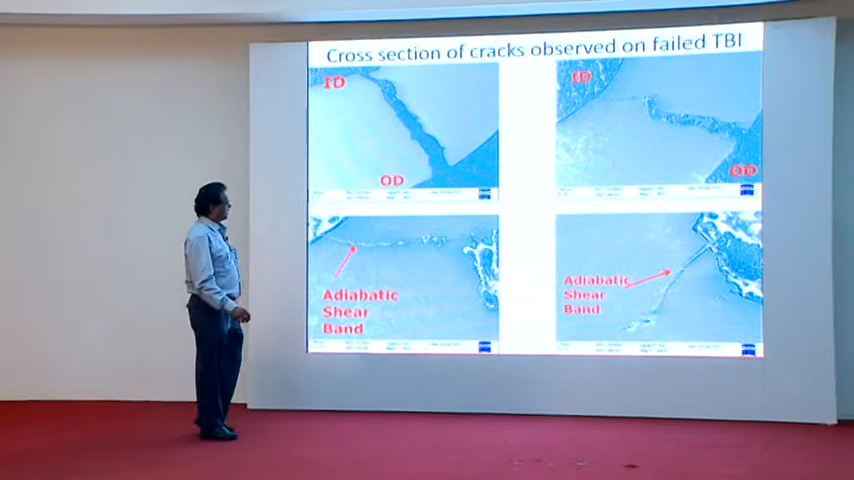 Cross section of cracks observed on failed TBI
ID
OD
ID
OD
Adiabatic
Shear
Band
Adiabatic
Shear
Band